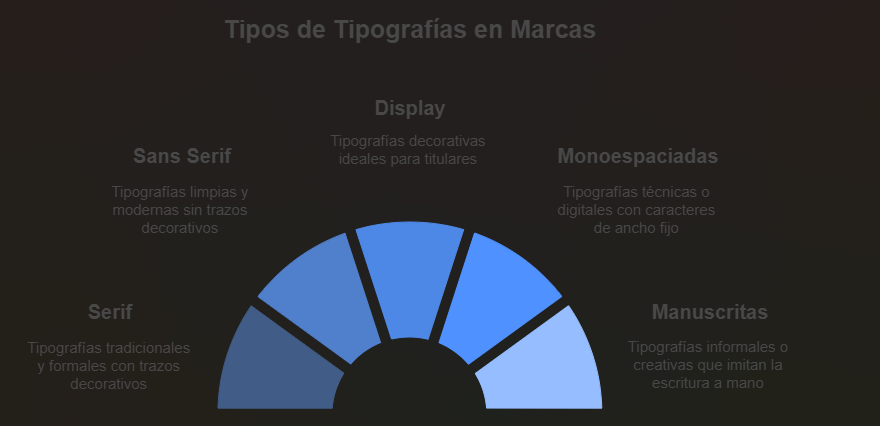 Tipos de Tipografías en Marcas
Display
Tipografías decorativas
ideales para titulares
Sans Serif
Tipografías limpias y
modernas sin trazos
decorativos
Monoespaciadas
Tipografías técnicas o
digitales con caracteres
de ancho fijo
Serif
Tipografías tradicionales
y formales con trazos
decorativos
Manuscritas
Tipografías informales o
creativas que imitan la
escritura a mano